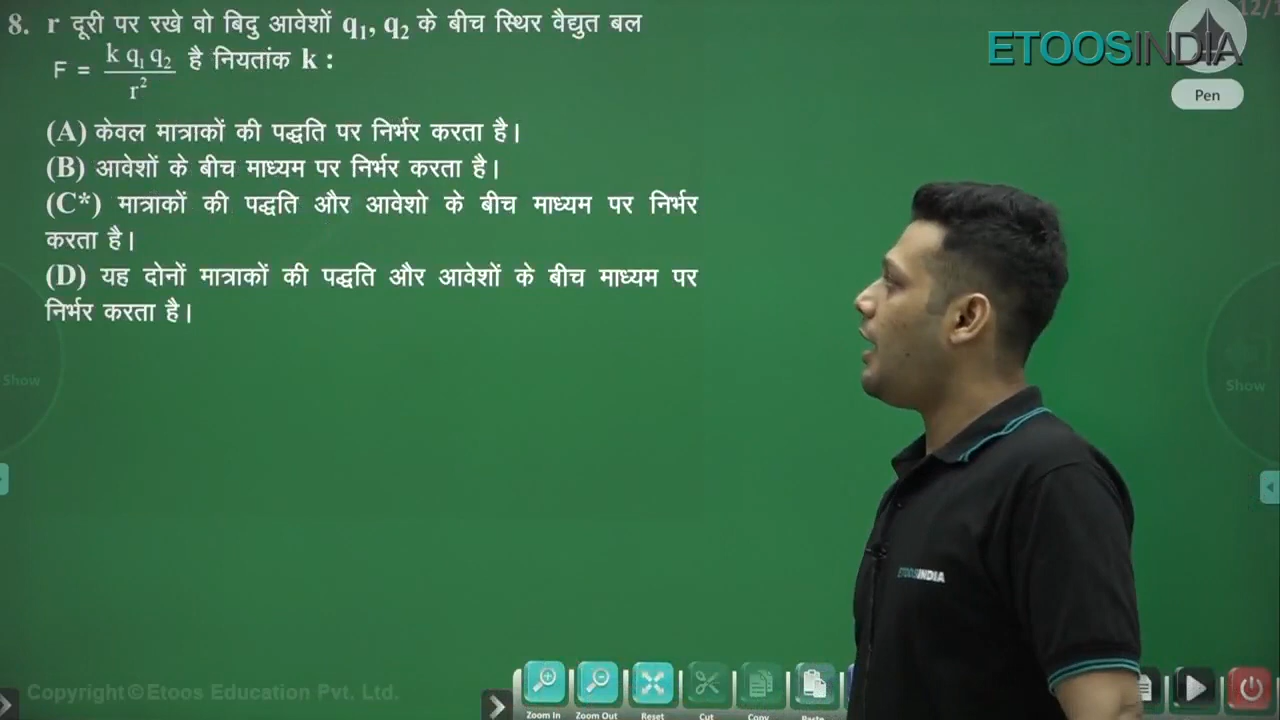 8. r दूरी पर रखे वो बिदु आवेशों q₁, q₂ के बीच स्थिर वैद्युत बल
F = k q₁ q₂ / r² है नियतांक k :
(A) केवल मात्राकों की पद्धति पर निर्भर करता है।
(B) आवेशों के बीच माध्यम पर निर्भर करता है।
(C*) मात्राकों की पद्धति और आवेशो के बीच माध्यम पर निर्भर
करता है।
(D) यह दोनों मात्राकों की पद्धति और आवेशों के बीच माध्यम पर
निर्भर करता है।
ETOOSINDIA
Pen
Show
Show
ETOOSINDIA
Copyright © Etoos Education Pvt. Ltd.
Zoom In Zoom Out Reset Cut Copy